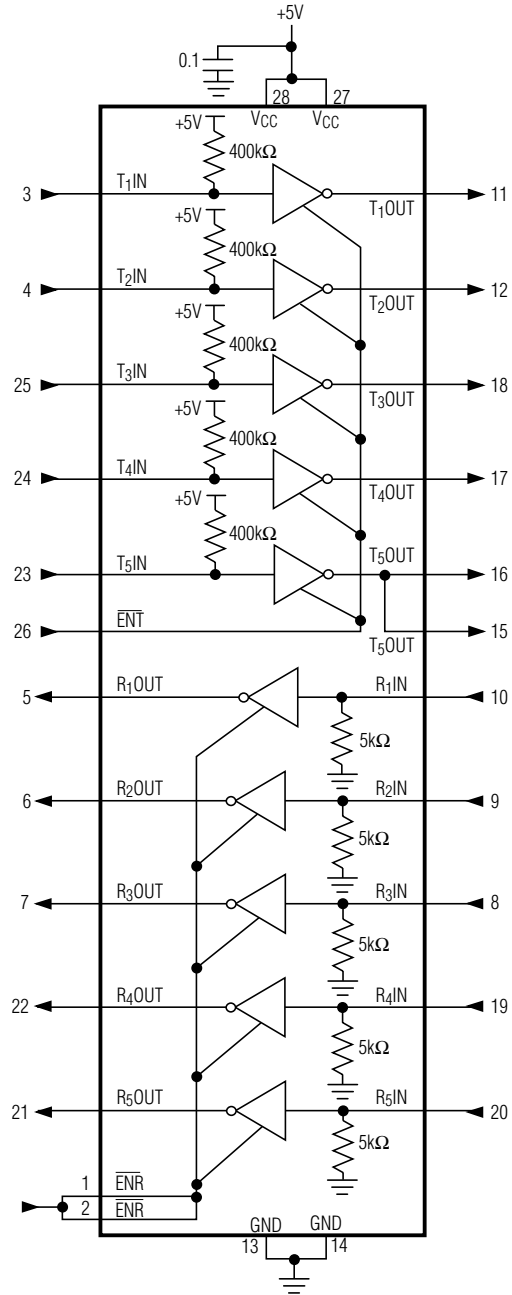 +5V
0.1
28 27
VCC VCC
+5V
400kΩ
3 T1IN T1OUT 11
+5V
400kΩ
4 T2IN T2OUT 12
+5V
400kΩ
25 T3IN T3OUT 18
+5V
400kΩ
24 T4IN T4OUT 17
+5V
400kΩ
23 T5IN T5OUT 16
26 E̅N̅T̅ T5OUT 15
5 R1OUT R1IN 10
5kΩ
6 R2OUT R2IN 9
5kΩ
7 R3OUT R3IN 8
5kΩ
22 R4OUT R4IN 19
5kΩ
21 R5OUT R5IN 20
5kΩ
1 E̅N̅R̅
2 E̅N̅R̅
GND GND
13 14